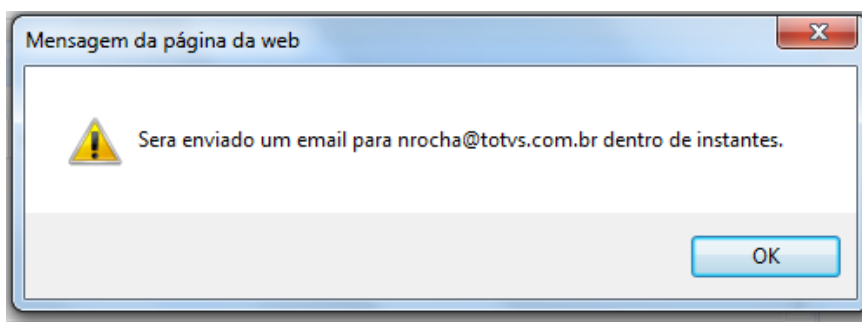 Mensagem da página da web
Sera enviado um email para nrocha@totvs.com.br dentro de instantes.
OK